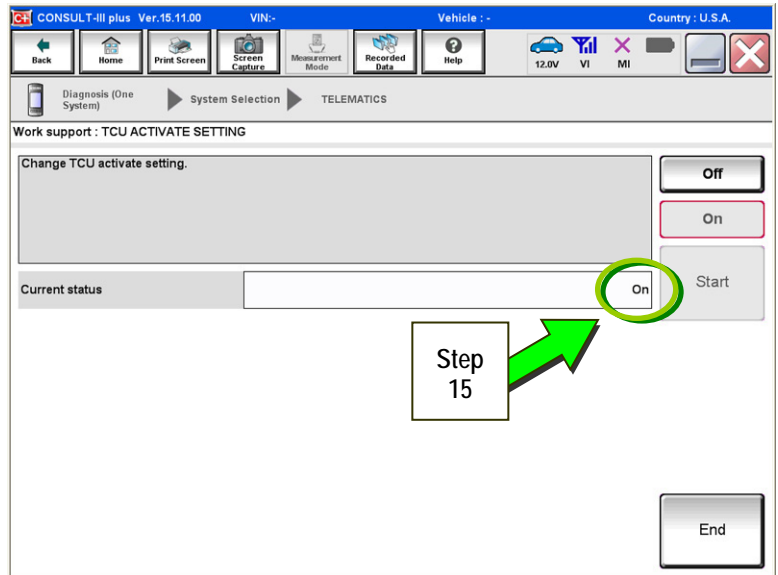 CONSULT-III plus Ver.15.11.00 VIN:- Vehicle : - Country : U.S.A.
Back
Home
Print Screen
Screen
Capture
Measurement
Mode
Recorded
Data
Help
12.0V
VI
MI
Diagnosis (One
System)
System Selection
TELEMATICS
Work support : TCU ACTIVATE SETTING
Change TCU activate setting.
Off
On
Current status
On
Start
Step
15
End